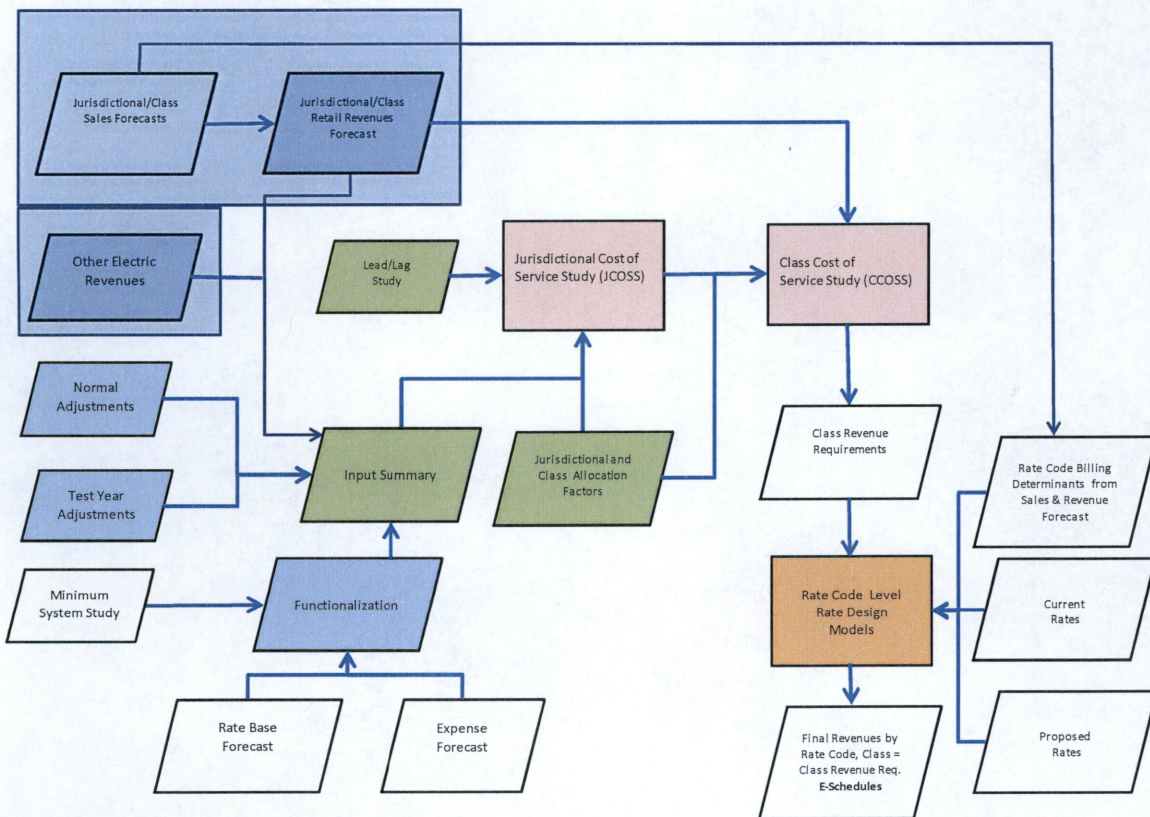 Jurisdictional/Class
Sales Forecasts
Jurisdictional/Class
Retail Revenues
Forecast
Other Electric
Revenues
Lead/Lag
Study
Jurisdictional Cost of
Service Study (JCOSS)
Class Cost of
Service Study (CCOSS)
Normal
Adjustments
Test Year
Adjustments
Input Summary
Jurisdictional and
Class Allocation
Factors
Class Revenue
Requirements
Rate Code Billing
Determinants from
Sales & Revenue
Forecast
Minimum
System Study
Functionalization
Rate Code Level
Rate Design
Models
Current
Rates
Rate Base
Forecast
Expense
Forecast
Final Revenues by
Rate Code, Class =
Class Revenue Req.
E-Schedules
Proposed
Rates